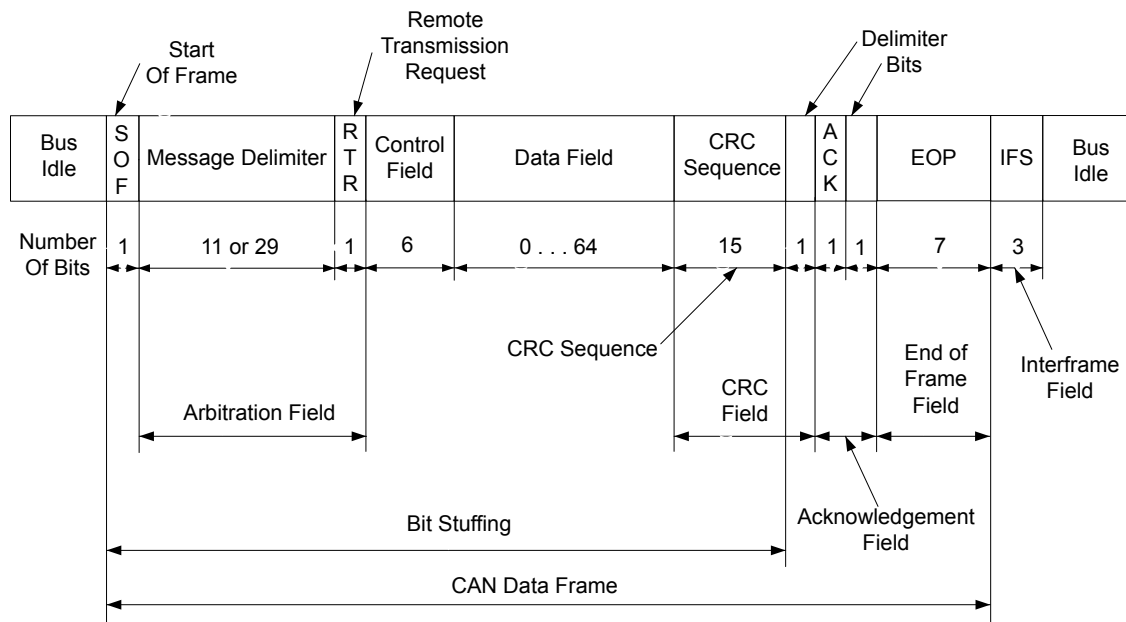 Start
Of Frame
Remote
Transmission
Request
Delimiter
Bits
Bus
Idle
S
O
F
Message Delimiter
R
T
R
Control
Field
Data Field
CRC
Sequence
A
C
K
EOP
IFS
Bus
Idle
Number
Of Bits
1
11 or 29
1
6
0 . . . 64
15
1
1
1
7
3
CRC Sequence
Interframe
Field
Arbitration Field
CRC
Field
End of
Frame
Field
Acknowledgement
Field
Bit Stuffing
CAN Data Frame